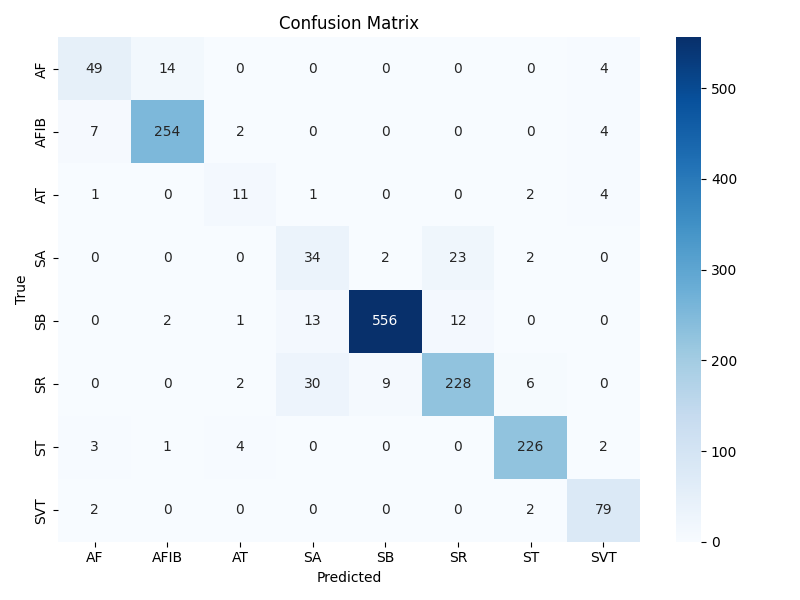 Confusion Matrix
AF 49 14 0 0 0 0 0 4
AFIB 7 254 2 0 0 0 0 4
AT 1 0 11 1 0 0 2 4
SA 0 0 0 34 2 23 2 0
SB 0 2 1 13 556 12 0 0
SR 0 0 2 30 9 228 6 0
ST 3 1 4 0 0 0 226 2
SVT 2 0 0 0 0 0 2 79
AF AFIB AT SA SB SR ST SVT
Predicted
True
500
400
300
200
100
0